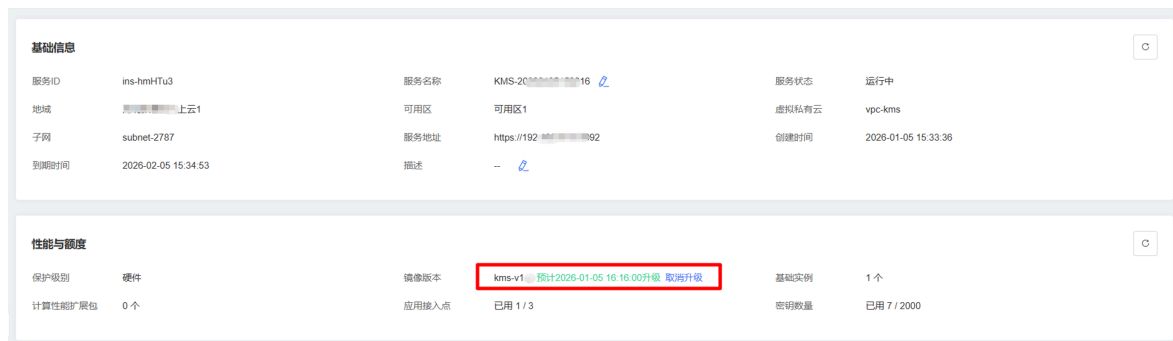 基础信息
服务ID ins-hmHTu3 服务名称 KMS-20 16 服务状态 运行中
地域 上云1 可用区 可用区1 虚拟私有云 vpc-kms
子网 subnet-2787 服务地址 https://192 092 创建时间 2026-01-05 15:33:36
到期时间 2026-02-05 15:34:53 描述 --
性能与额度
保护级别 硬件 镜像版本 kms-v1 预计2026-01-05 16:16:00升级 取消升级 基础实例 1 个
计算性能扩展包 0 个 应用接入点 已用 1 / 3 密钥数量 已用 7 / 2000